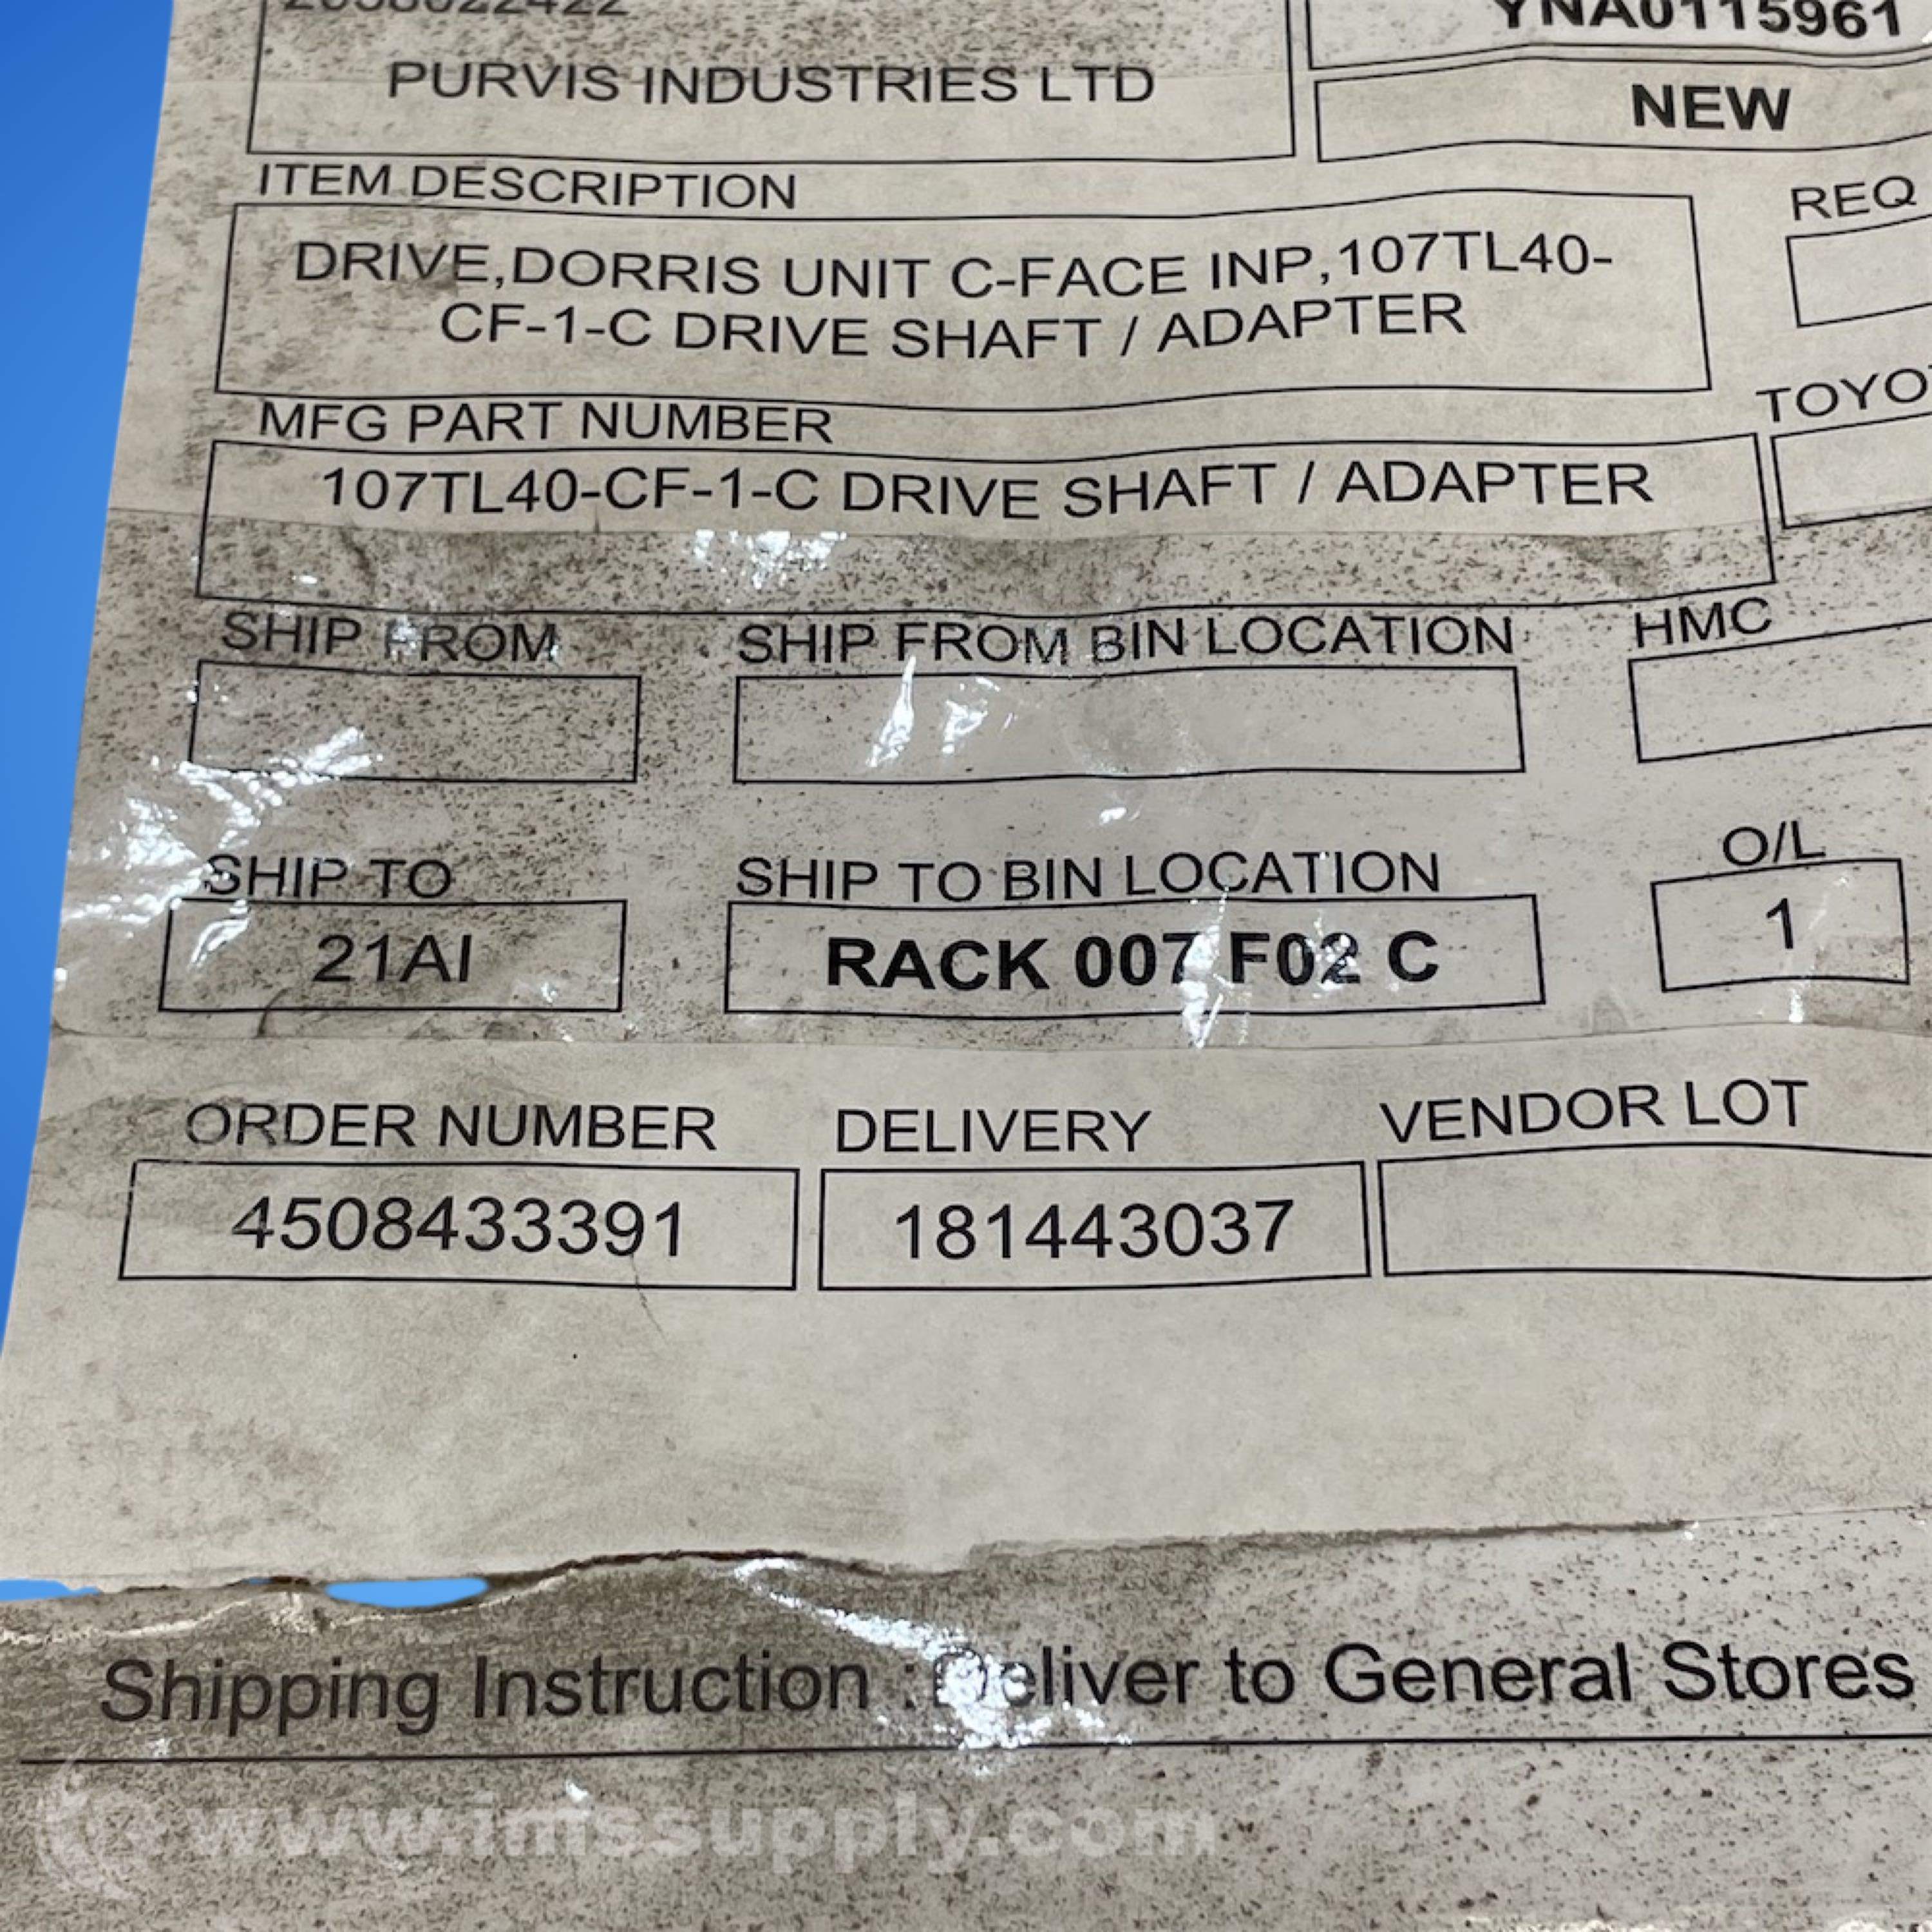 YNA0115961
PURVIS INDUSTRIES LTD
NEW
ITEM DESCRIPTION
REQ
DRIVE,DORRIS UNIT C-FACE INP,107TL40-
CF-1-C DRIVE SHAFT / ADAPTER
MFG PART NUMBER
107TL40-CF-1-C DRIVE SHAFT / ADAPTER
SHIP FROM
SHIP FROM BIN LOCATION
HMC
SHIP TO
SHIP TO BIN LOCATION
O/L
21AI
RACK 007 F02 C
1
ORDER NUMBER
DELIVERY
VENDOR LOT
4508433391
181443037
Shipping Instruction : Deliver to General Stores
www.imssupply.com